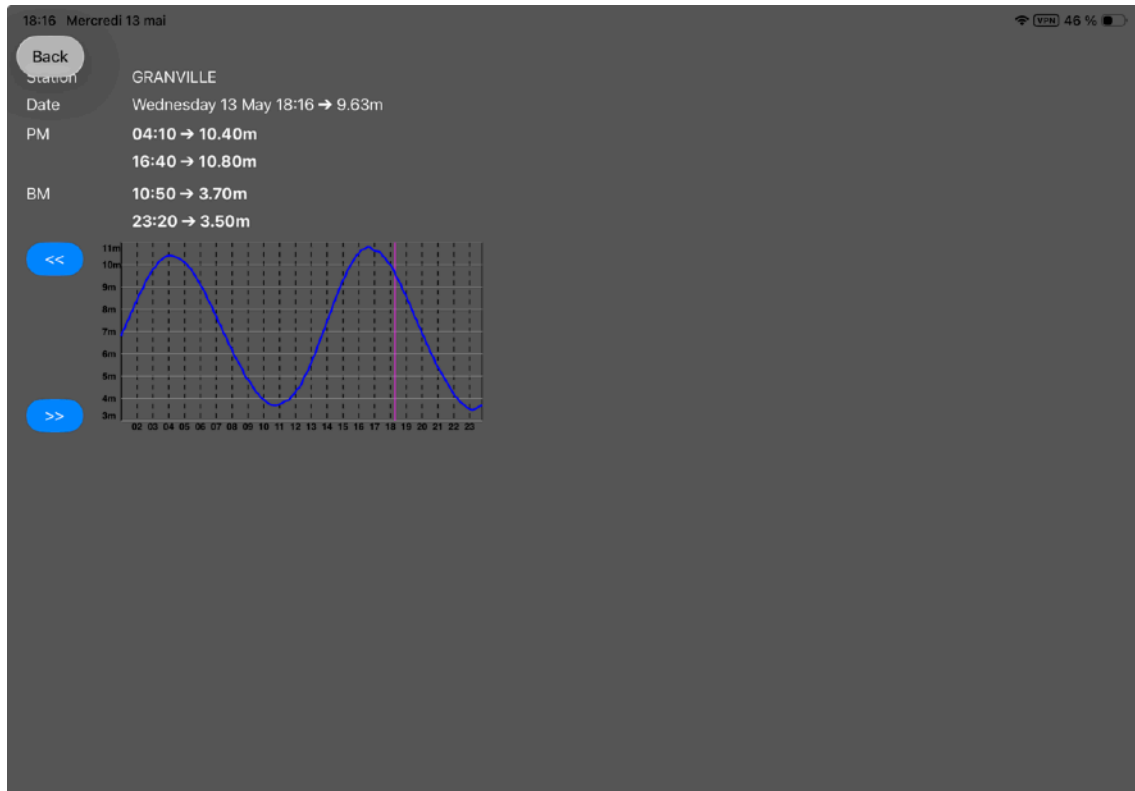 18:16 Mercredi 13 mai VPN 46 %
Back
Station GRANVILLE
Date Wednesday 13 May 18:16 ➔ 9.63m
PM 04:10 ➔ 10.40m
16:40 ➔ 10.80m
BM 10:50 ➔ 3.70m
23:20 ➔ 3.50m
<<
11m
10m
9m
8m
7m
6m
5m
4m
3m
>>
02 03 04 05 06 07 08 09 10 11 12 13 14 15 16 17 18 19 20 21 22 23